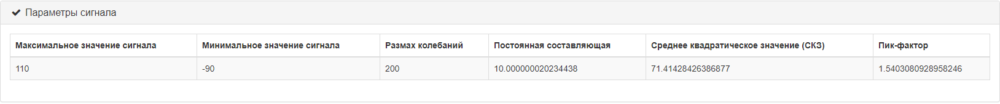 Параметры сигнала
Максимальное значение сигнала Минимальное значение сигнала Размах колебаний Постоянная составляющая Среднее квадратическое значение (СКЗ) Пик-фактор
110 -90 200 10.000000020234438 71.41428426386877 1.5403080928958246